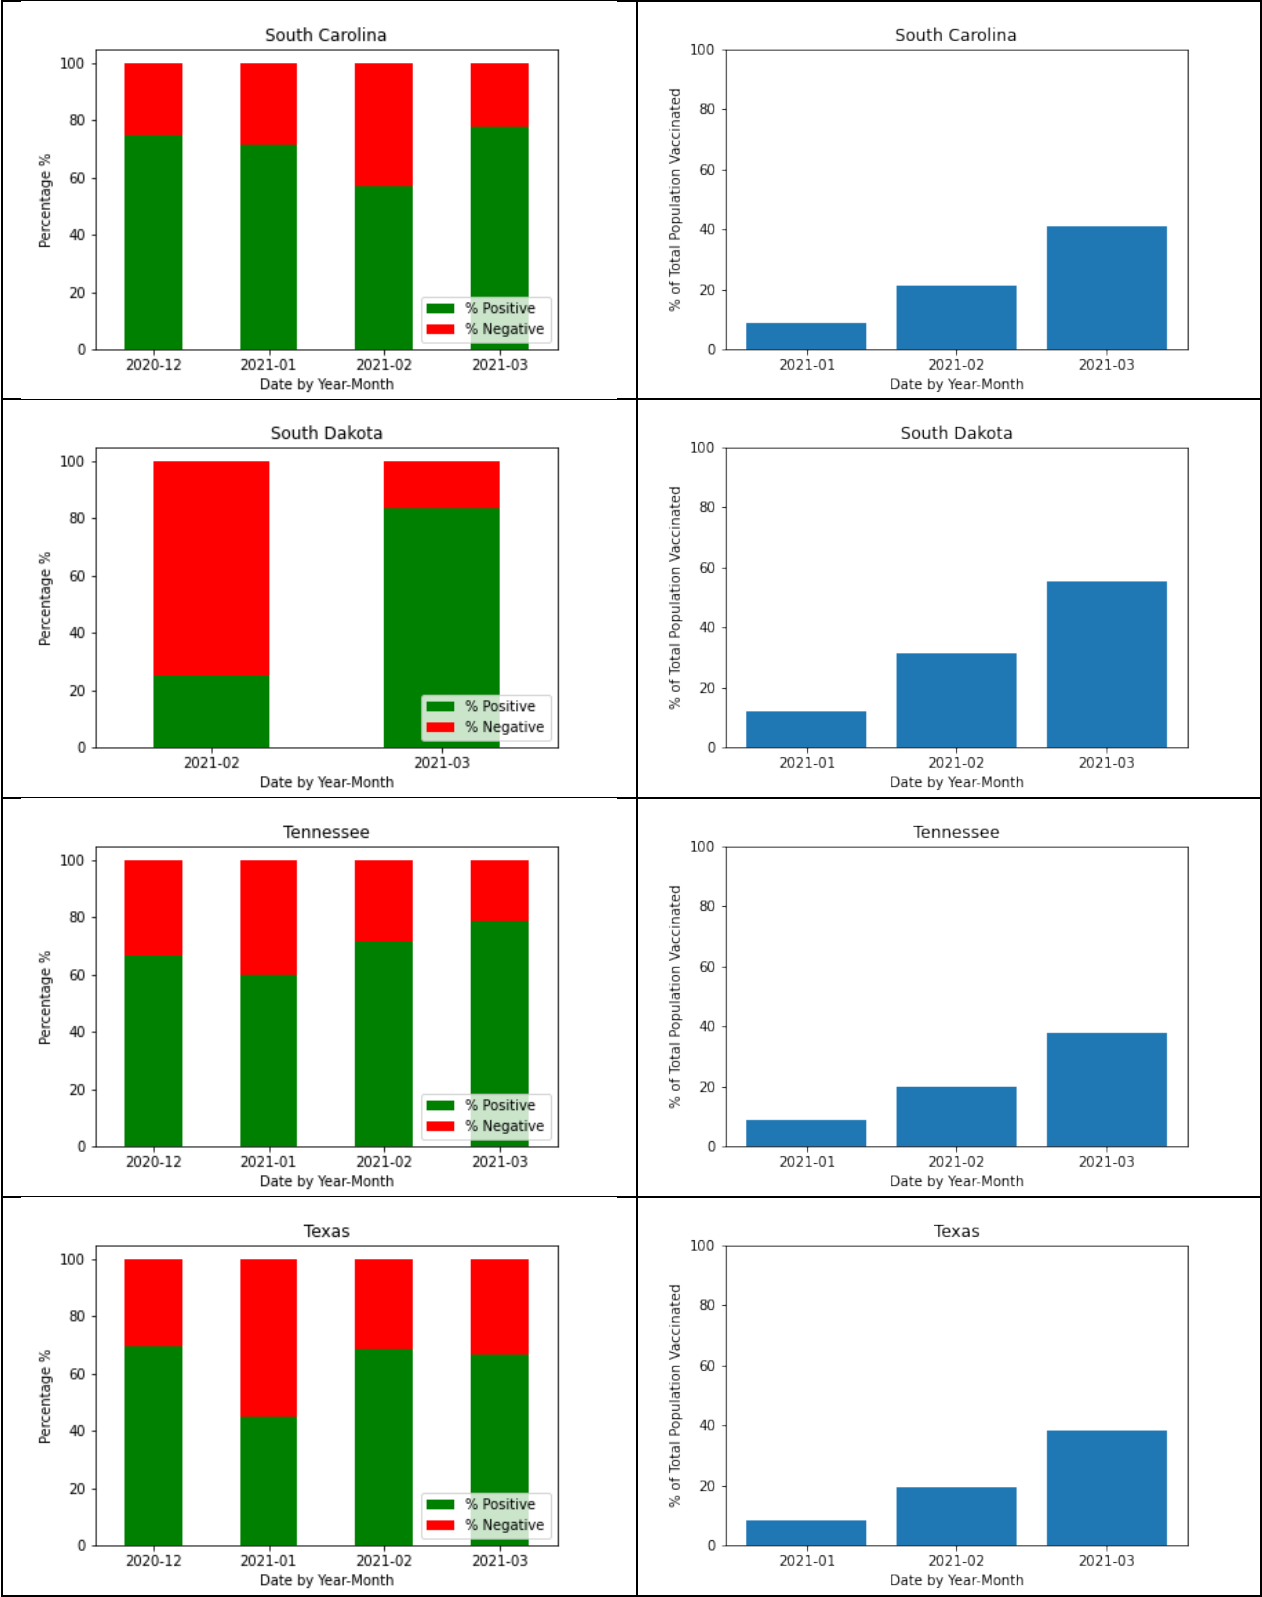 South Carolina
Percentage %
100
80
60
40
20
0
% Positive
% Negative
2020-12 2021-01 2021-02 2021-03
Date by Year-Month
South Carolina
% of Total Population Vaccinated
100
80
60
40
20
0
2021-01 2021-02 2021-03
Date by Year-Month
South Dakota
Percentage %
100
80
60
40
20
0
% Positive
% Negative
2021-02 2021-03
Date by Year-Month
South Dakota
% of Total Population Vaccinated
100
80
60
40
20
0
2021-01 2021-02 2021-03
Date by Year-Month
Tennessee
Percentage %
100
80
60
40
20
0
% Positive
% Negative
2020-12 2021-01 2021-02 2021-03
Date by Year-Month
Tennessee
% of Total Population Vaccinated
100
80
60
40
20
0
2021-01 2021-02 2021-03
Date by Year-Month
Texas
Percentage %
100
80
60
40
20
0
% Positive
% Negative
2020-12 2021-01 2021-02 2021-03
Date by Year-Month
Texas
% of Total Population Vaccinated
100
80
60
40
20
0
2021-01 2021-02 2021-03
Date by Year-Month